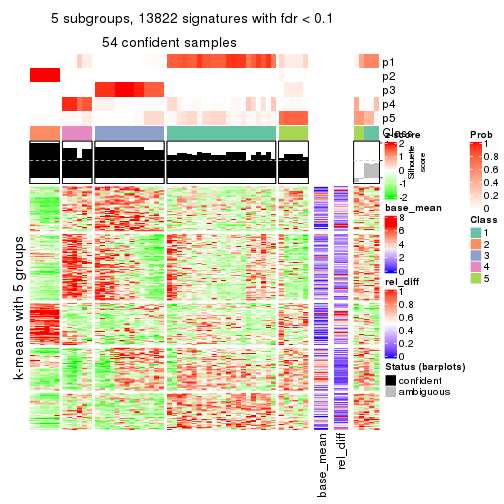 5 subgroups, 13822 signatures with fdr < 0.1
54 confident samples
p1
p2
p3
p4
p5
Class
k-means with 5 groups
base_mean
rel_diff
Silhouette
score
z-score
2
1
0
-1
-2
base_mean
8
6
4
2
0
rel_diff
1
0.8
0.6
0.4
0.2
0
Status (barplots)
confident
ambiguous
Prob
1
0.8
0.6
0.4
0.2
0
Class
1
2
3
4
5